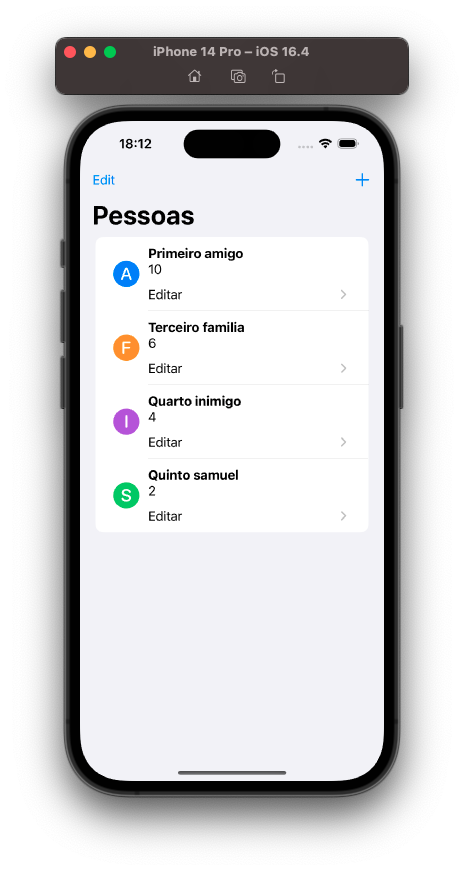 iPhone 14 Pro – iOS 16.4
18:12
Edit
Pessoas
Primeiro amigo
A
10
Editar
Terceiro familia
F
6
Editar
Quarto inimigo
I
4
Editar
Quinto samuel
S
2
Editar